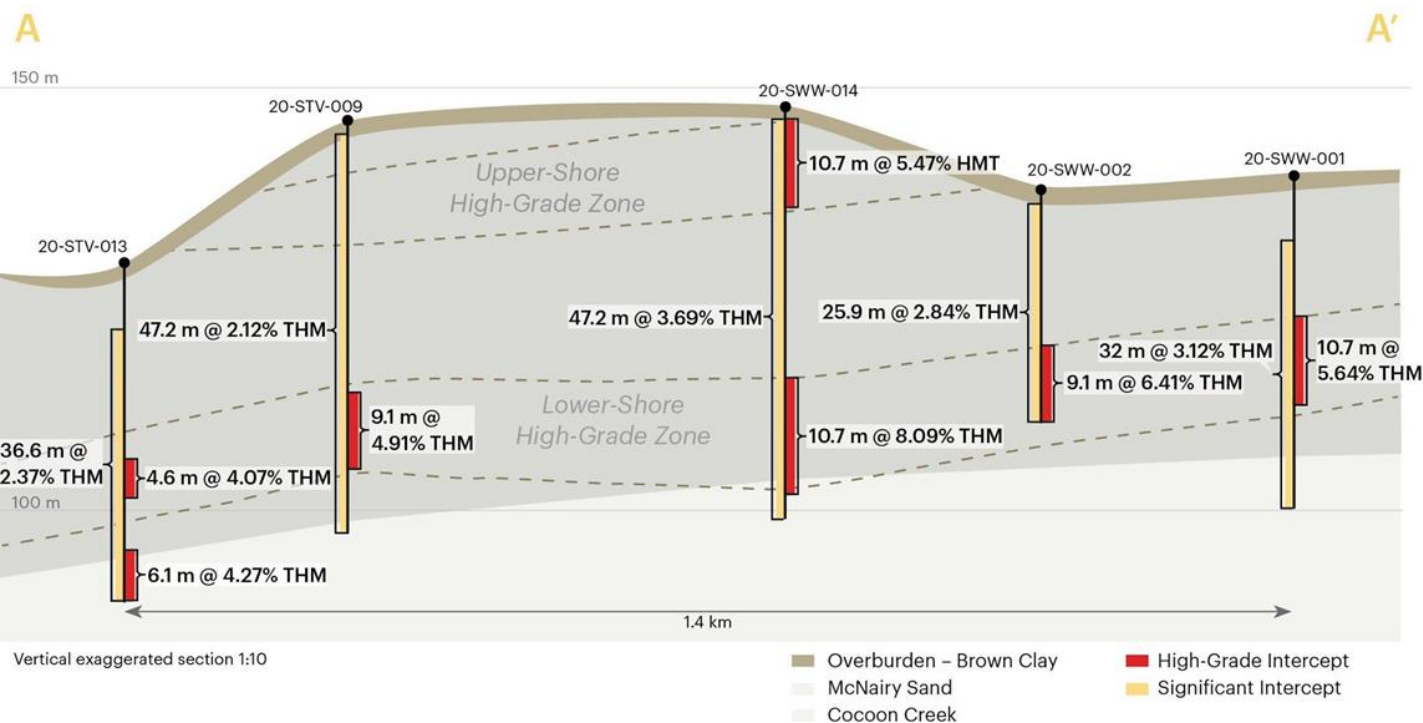 A
A′
150 m
20-SWW-014
20-STV-009
10.7 m @ 5.47% HMT
20-SWW-002
20-SWW-001
Upper-Shore
High-Grade Zone
20-STV-013
47.2 m @ 2.12% THM
47.2 m @ 3.69% THM
25.9 m @ 2.84% THM
32 m @ 3.12% THM
10.7 m @
5.64% THM
9.1 m @ 6.41% THM
9.1 m @
4.91% THM
Lower-Shore
High-Grade Zone
10.7 m @ 8.09% THM
36.6 m @
2.37% THM
4.6 m @ 4.07% THM
100 m
6.1 m @ 4.27% THM
1.4 km
Vertical exaggerated section 1:10
Overburden – Brown Clay
McNairy Sand
Cocoon Creek
High-Grade Intercept
Significant Intercept